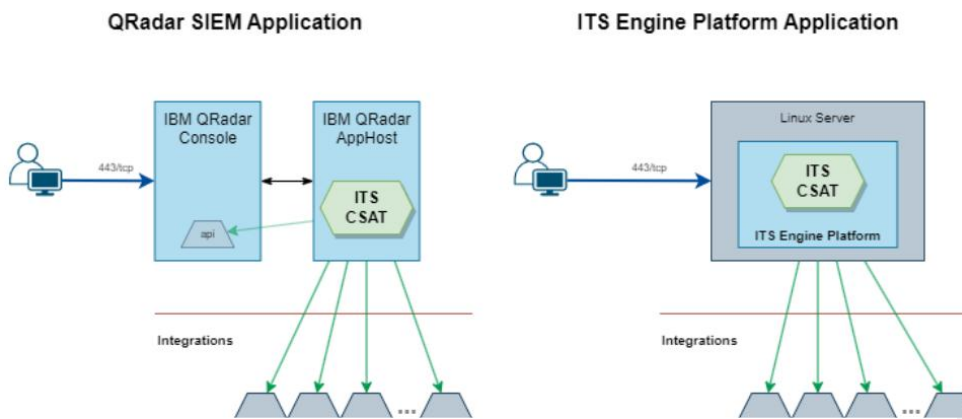 QRadar SIEM Application
IBM QRadar
Console
IBM QRadar
AppHost
443/tcp
ITS
CSAT
api
Integrations
...
ITS Engine Platform Application
Linux Server
443/tcp
ITS
CSAT
ITS Engine Platform
Integrations
...